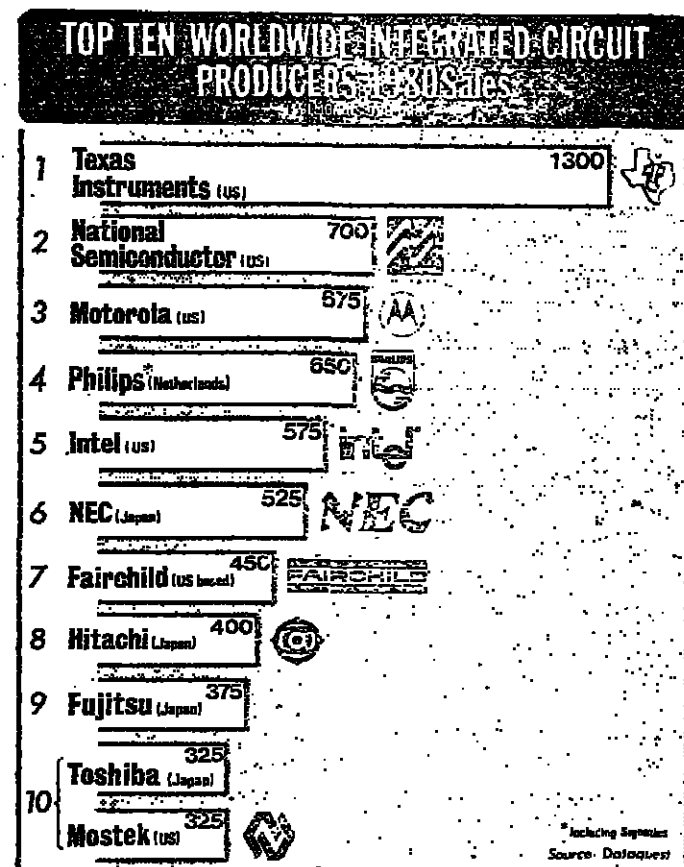 TOP TEN WORLDWIDE INTEGRATED CIRCUIT
PRODUCERS 1980 Sales
1 Texas
Instruments (US) 1300
2 National
Semiconductor (US) 700
3 Motorola (US) 675
4 Philips* (Netherlands) 650
PHILIPS
5 Intel (US) 575
intel
6 NEC (Japan) 525
NEC
7 Fairchild (US based) 450
FAIRCHILD
8 Hitachi (Japan) 400
9 Fujitsu (Japan) 375
10 Toshiba (Japan) 325
Mostek (US) 325
* Including Signetics
Source: Dataquest